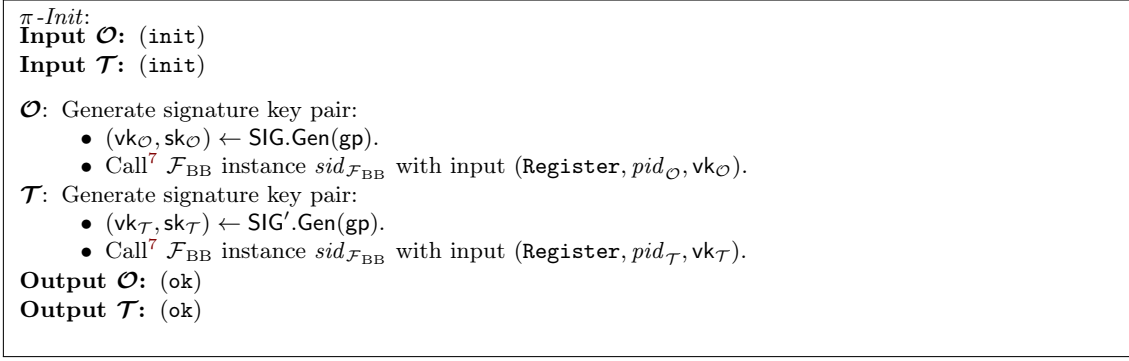 π-Init:
Input 𝓞: (init)
Input 𝓣: (init)
𝓞: Generate signature key pair:
• (vk_𝒪, sk_𝒪) ← SIG.Gen(gp).
• Call⁷ ℱ_BB instance sid_ℱ_BB with input (Register, pid_𝒪, vk_𝒪).
𝓣: Generate signature key pair:
• (vk_𝒯, sk_𝒯) ← SIG′.Gen(gp).
• Call⁷ ℱ_BB instance sid_ℱ_BB with input (Register, pid_𝒯, vk_𝒯).
Output 𝓞: (ok)
Output 𝓣: (ok)